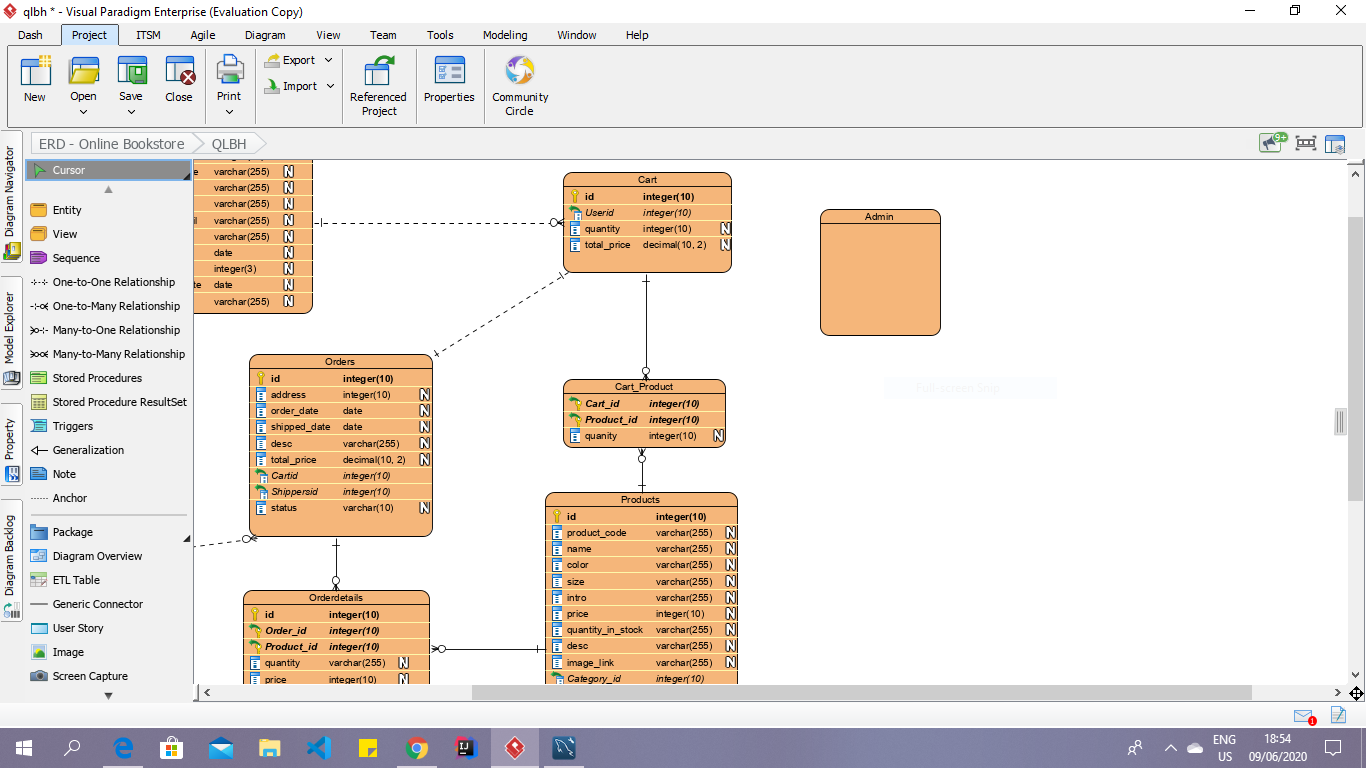 qlbh * - Visual Paradigm Enterprise (Evaluation Copy)
Dash Project ITSM Agile Diagram View Team Tools Modeling Window Help
New Open Save Close Print Export Import Referenced Project Properties Community Circle
ERD - Online Bookstore QLBH
9+
Diagram Navigator
Model Explorer
Property
Diagram Backlog
Cursor
Entity
View
Sequence
One-to-One Relationship
One-to-Many Relationship
Many-to-One Relationship
Many-to-Many Relationship
Stored Procedures
Stored Procedure ResultSet
Triggers
Generalization
Note
Anchor
Package
Diagram Overview
ETL Table
Generic Connector
User Story
Image
Screen Capture
varchar(255) N
varchar(255) N
varchar(255) N
varchar(255) N
varchar(255) N
date N
integer(3) N
date N
varchar(255) N
Cart
id integer(10)
Userid integer(10)
quantity integer(10) N
total_price decimal(10, 2) N
Admin
Orders
id integer(10)
address integer(10) N
order_date date N
shipped_date date N
desc varchar(255) N
total_price decimal(10, 2) N
Cartid integer(10)
Shippersid integer(10)
status varchar(10) N
Cart_Product
Cart_id integer(10)
Product_id integer(10)
quanity integer(10) N
Full-screen Snip
Products
id integer(10)
product_code varchar(255) N
name varchar(255) N
color varchar(255) N
size varchar(255) N
intro varchar(255) N
price integer(10) N
quantity_in_stock varchar(255) N
desc varchar(255) N
image_link varchar(255) N
Category_id integer(10)
Orderdetails
id integer(10)
Order_id integer(10)
Product_id integer(10)
quantity varchar(255) N
price integer(10) N
1
ENG
US
18:54
09/06/2020